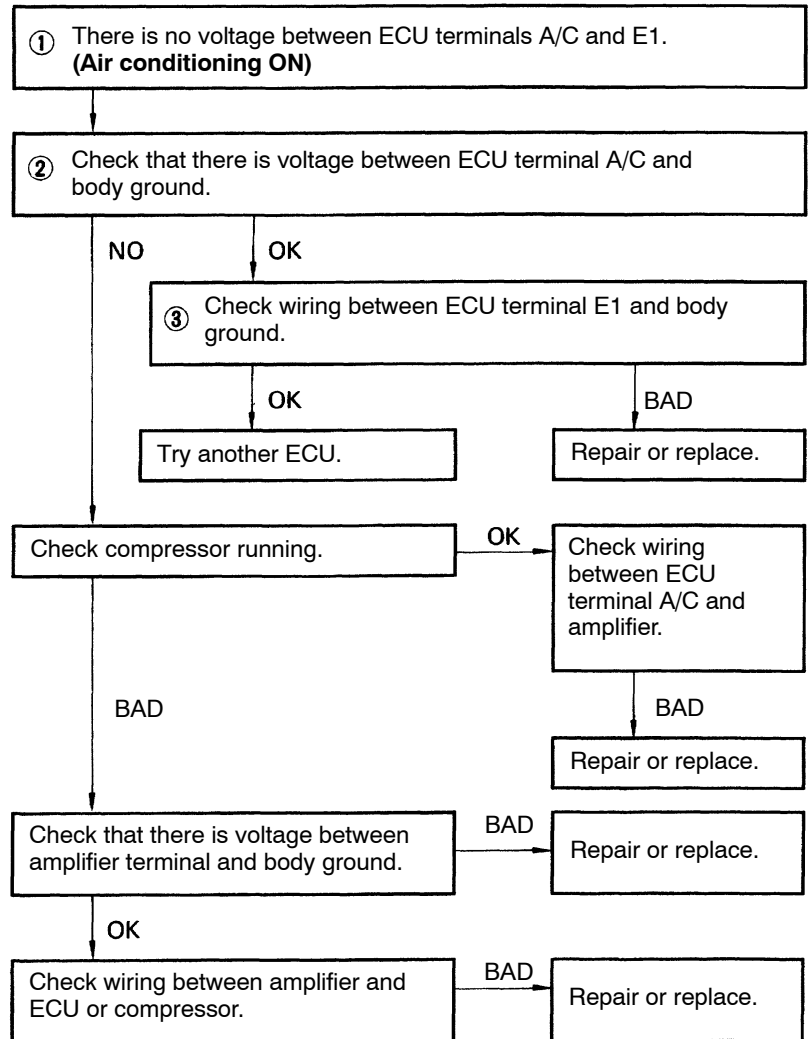 ① There is no voltage between ECU terminals A/C and E1.
(Air conditioning ON)
② Check that there is voltage between ECU terminal A/C and
body ground.
NO
OK
③ Check wiring between ECU terminal E1 and body
ground.
OK
BAD
Try another ECU.
Repair or replace.
Check compressor running.
OK
Check wiring
between ECU
terminal A/C and
amplifier.
BAD
BAD
Repair or replace.
Check that there is voltage between
amplifier terminal and body ground.
BAD
Repair or replace.
OK
Check wiring between amplifier and
ECU or compressor.
BAD
Repair or replace.